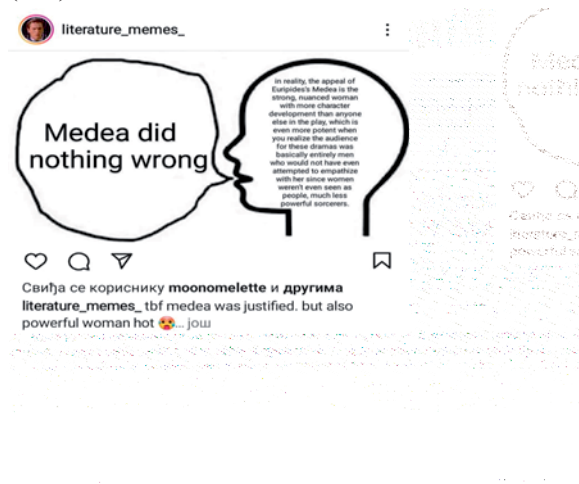 literature_memes_
Medea did
nothing wrong
in reality, the appeal of
Euripides's Medea is the
strong, nuanced woman
with more character
development than anyone
else in the play, which is
even more potent when
you realize the audience
for these dramas was
basically entirely men
who would not have even
attempted to empathize
with her since women
weren't even seen as
people, much less
powerful sorcerers.
Свиђа се кориснику moonomelette и другима
literature_memes_ tbf medea was justified. but also
powerful woman hot 🥵... још